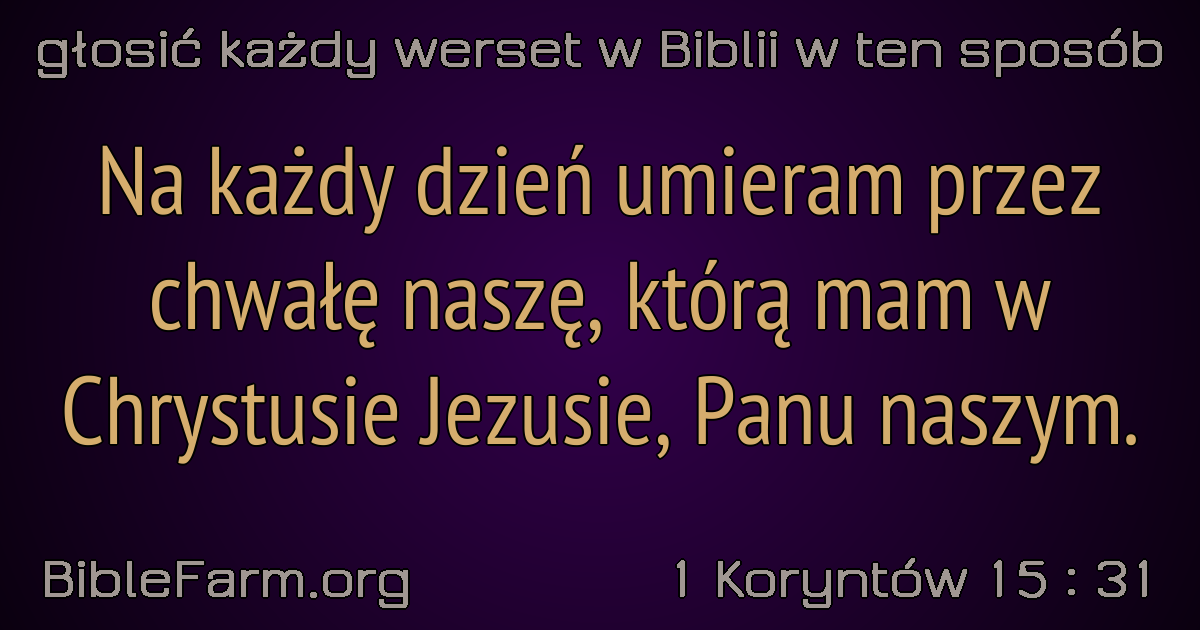 głosić każdy werset w Biblii w ten sposób
Na każdy dzień umieram przez
chwałę naszę, którą mam w
Chrystusie Jezusie, Panu naszym.
BibleFarm.org
1 Koryntów 15 : 31